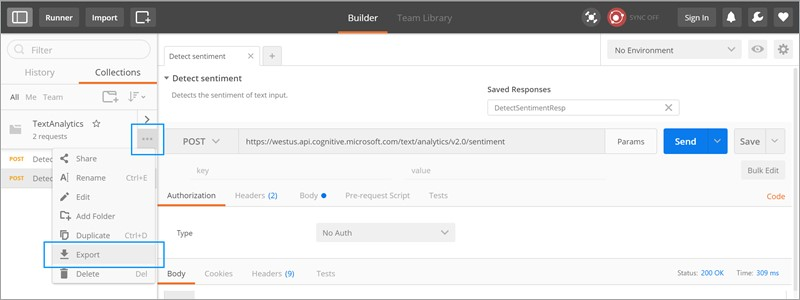 Runner Import Builder Team Library SYNC OFF Sign In
Filter Detect sentiment No Environment
History Collections
Detect sentiment
All Me Team
Detects the sentiment of text input. Saved Responses
DetectSentimentResp
TextAnalytics
2 requests
POST https://westus.api.cognitive.microsoft.com/text/analytics/v2.0/sentiment Params Send Save
POST Detec
Share
key value Bulk Edit
POST Detec
Rename Ctrl+E
Edit
Authorization Headers (2) Body Pre-request Script Tests Code
Add Folder
Duplicate Ctrl+D
Type No Auth
Export
Delete Del
Body Cookies Headers (9) Tests Status: 200 OK Time: 309 ms